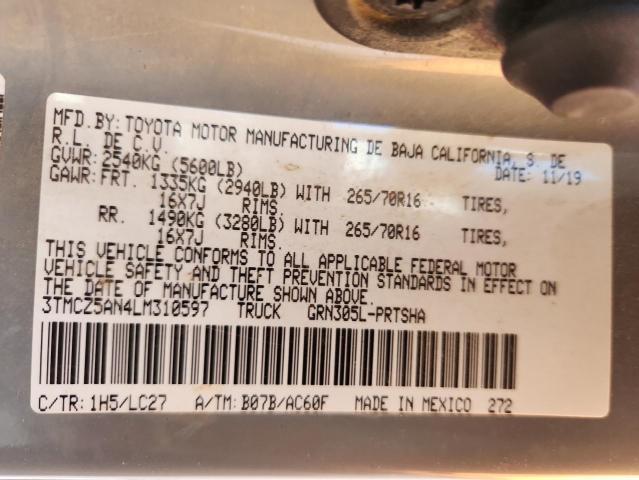 MFD.BY: TOYOTA MOTOR MANUFACTURING DE BAJA CALIFORNIA, S. DE
R.L. DE C.V. DATE: 11/19
GVWR: 2540KG (5600LB)
GAWR: FRT. 1335KG (2940LB) WITH 265/70R16 TIRES,
16X7J RIMS,
RR. 1490KG (3280LB) WITH 265/70R16 TIRES,
16X7J RIMS.
THIS VEHICLE CONFORMS TO ALL APPLICABLE FEDERAL MOTOR
VEHICLE SAFETY AND THEFT PREVENTION STANDARDS IN EFFECT ON
THE DATE OF MANUFACTURE SHOWN ABOVE.
3TMCZ5AN4LM310597 TRUCK GRN305L-PRTSHA
C/TR: 1H5/LC27 A/TM: B07B/AC60F MADE IN MEXICO 272